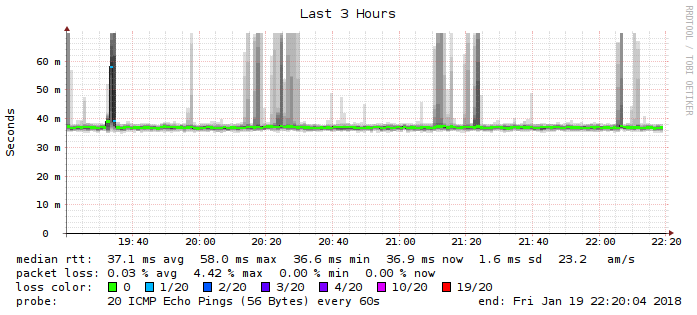 Last 3 Hours
RRDTOOL / TOBI OETIKER
Seconds
60 m
50 m
40 m
30 m
20 m
10 m
0
19:40 20:00 20:20 20:40 21:00 21:20 21:40 22:00 22:20
median rtt: 37.1 ms avg 58.0 ms max 36.6 ms min 36.9 ms now 1.6 ms sd 23.2 am/s
packet loss: 0.03 % avg 4.42 % max 0.00 % min 0.00 % now
loss color: 0 1/20 2/20 3/20 4/20 10/20 19/20
probe: 20 ICMP Echo Pings (56 Bytes) every 60s end: Fri Jan 19 22:20:04 2018